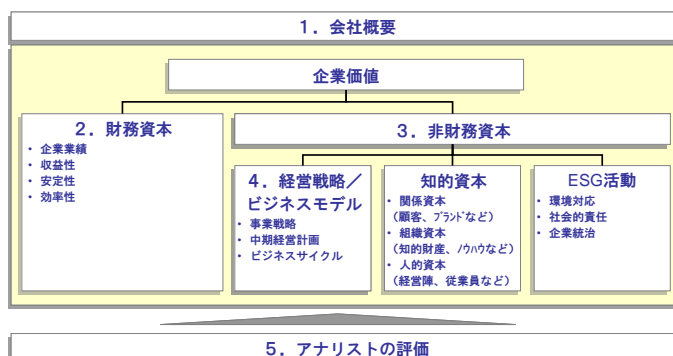 １．会社概要
企業価値
２．財務資本
・ 企業業績
・ 収益性
・ 安定性
・ 効率性
３．非財務資本
４．経営戦略／
ビジネスモデル
・ 事業戦略
・ 中期経営計画
・ ビジネスサイクル
知的資本
・ 関係資本
（顧客、ブランドなど）
・ 組織資本
（知的財産、ノウハウなど）
・ 人的資本
（経営陣、従業員など）
ESG活動
・ 環境対応
・ 社会的責任
・ 企業統治
５．アナリストの評価